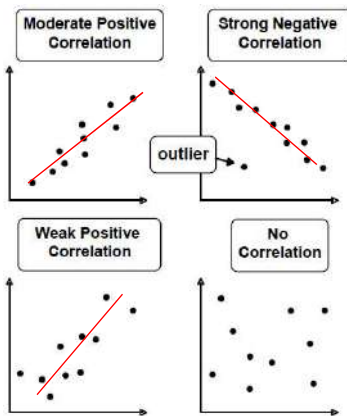 Moderate Positive
Correlation
Strong Negative
Correlation
outlier
Weak Positive
Correlation
No
Correlation